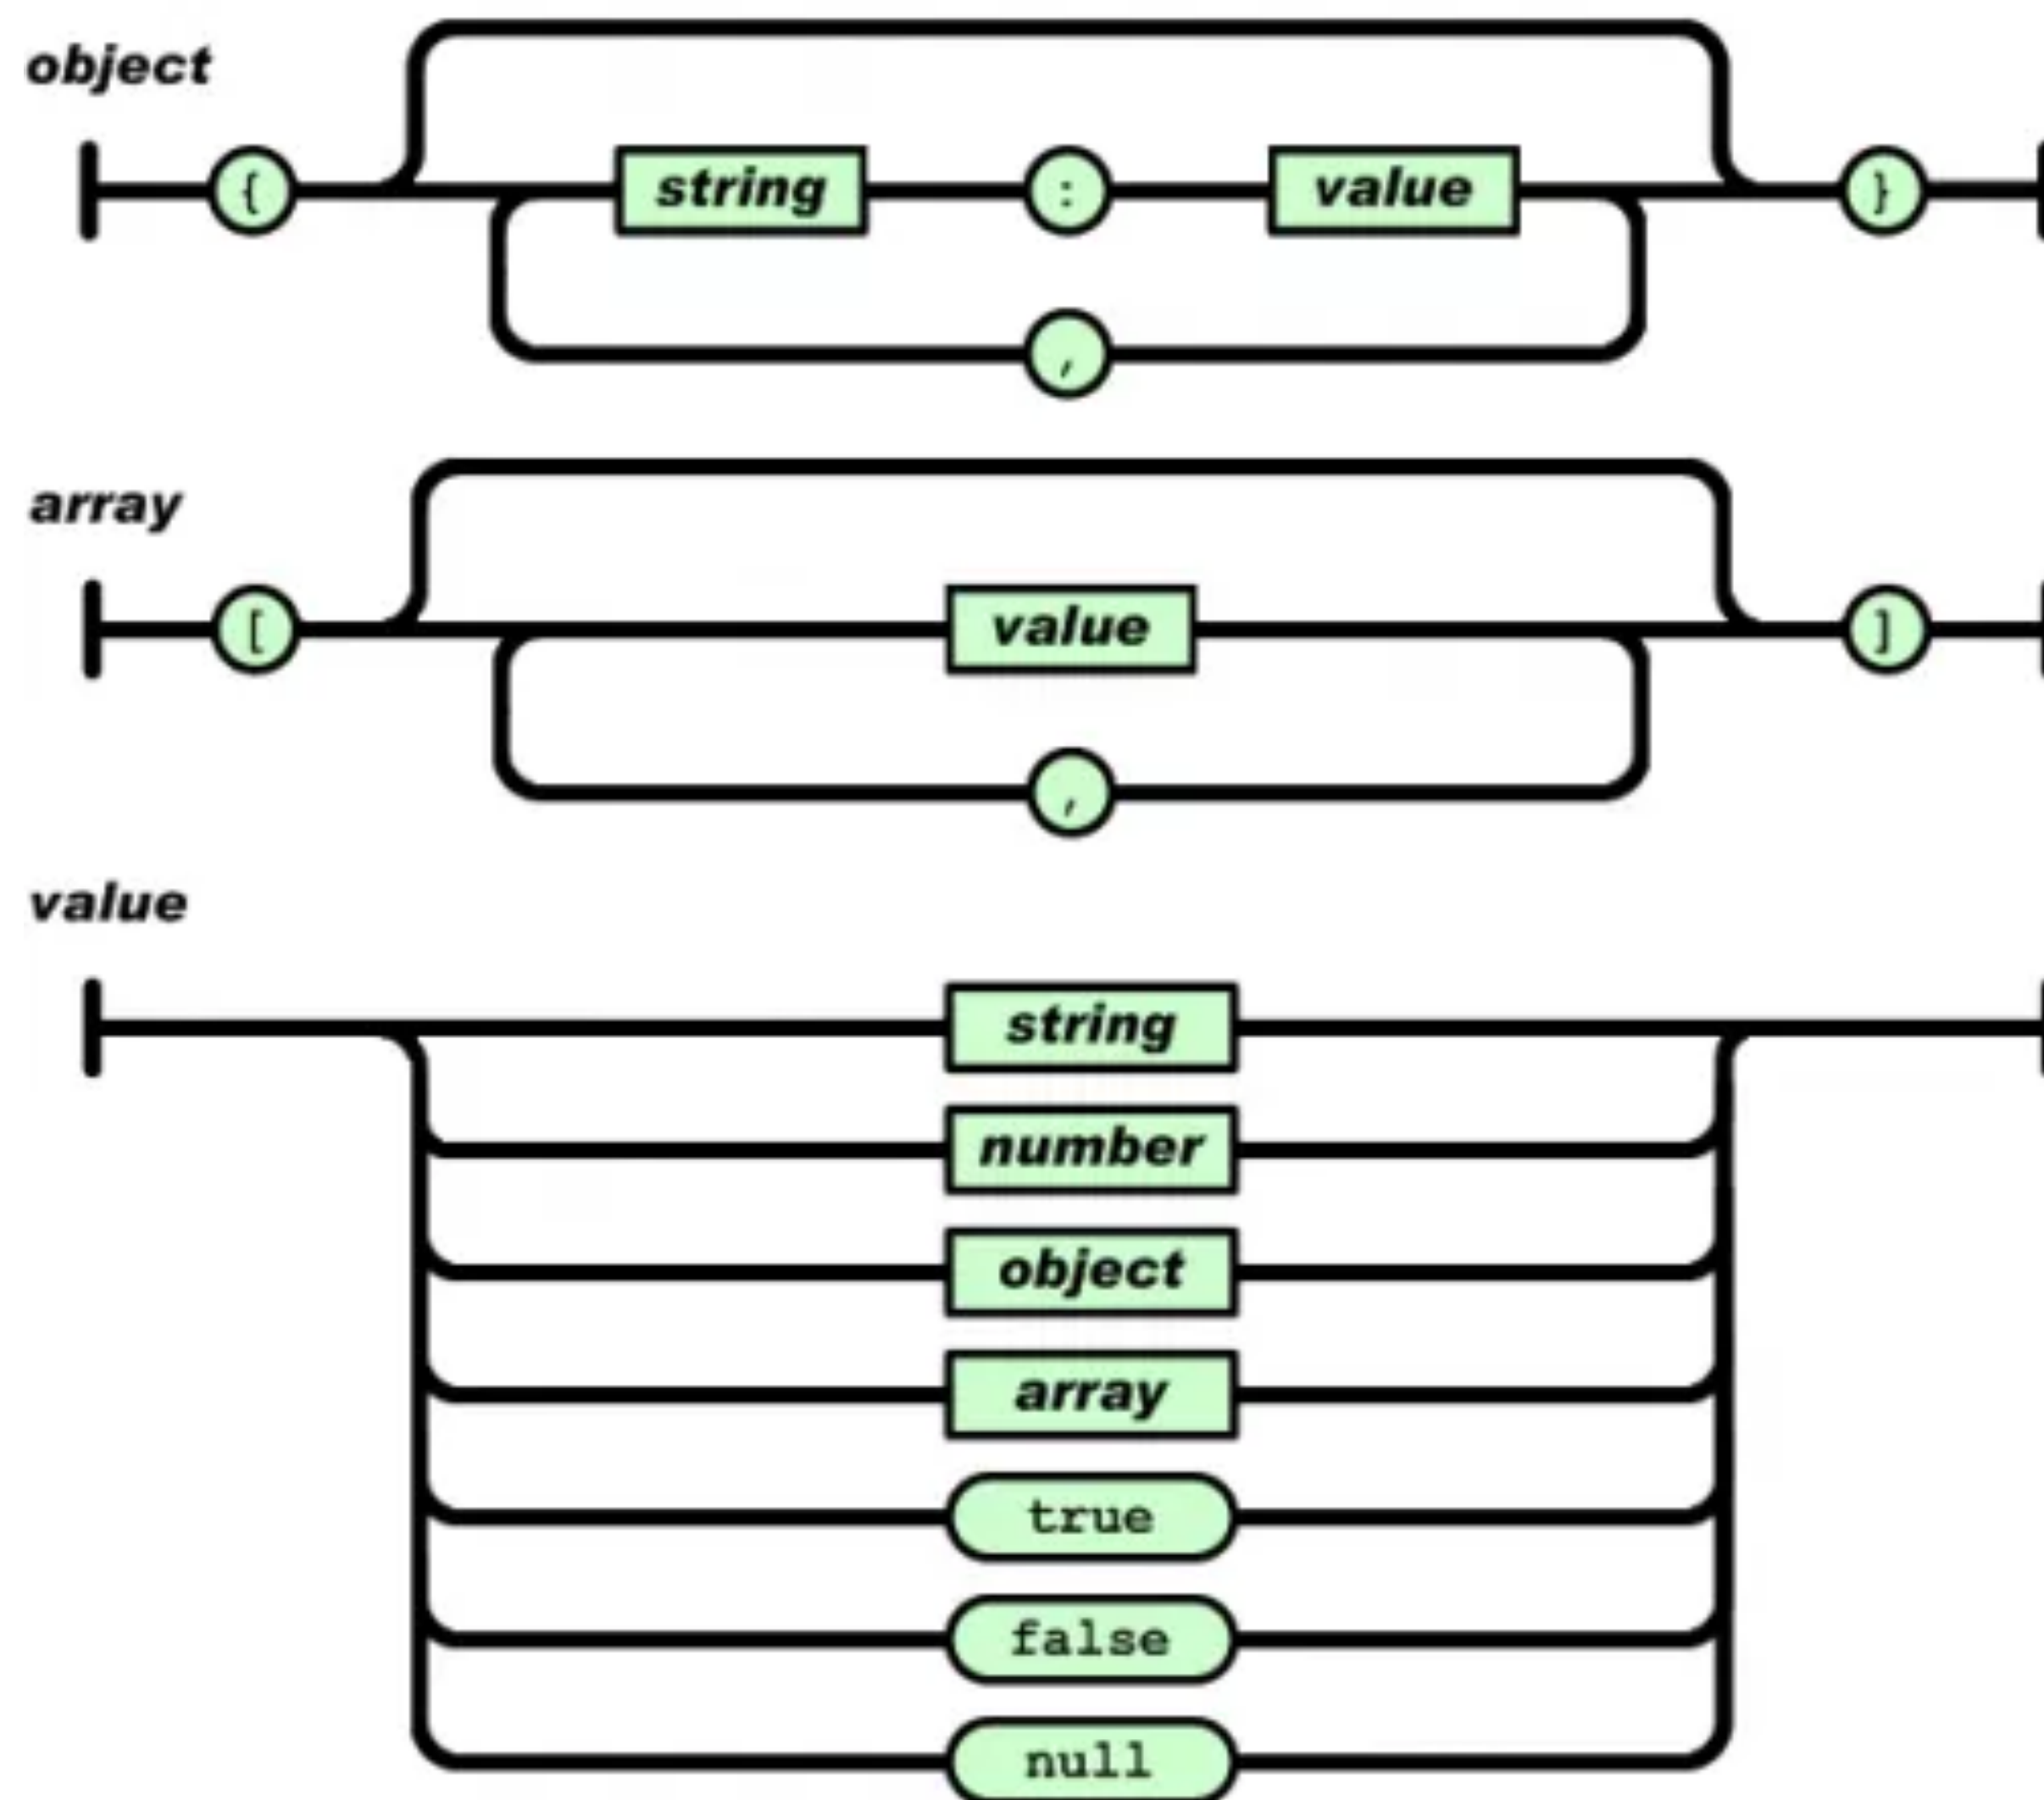 object
{ string : value }
,
array
[ value ]
,
value
string
number
object
array
true
false
null